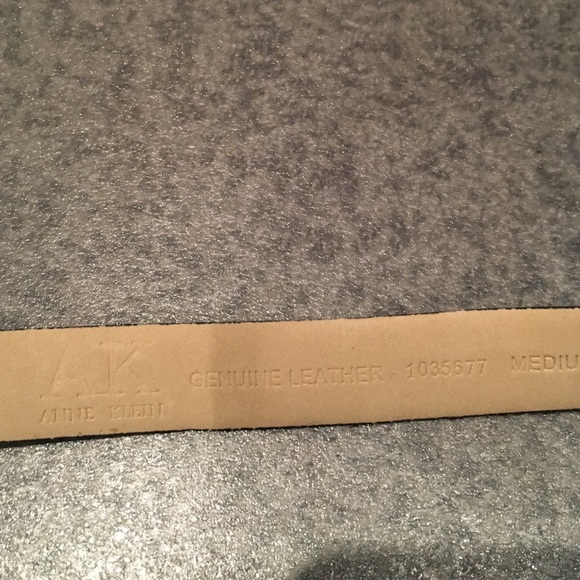 AK
ANNE KLEIN
GENUINE LEATHER - 1035677 MEDIU